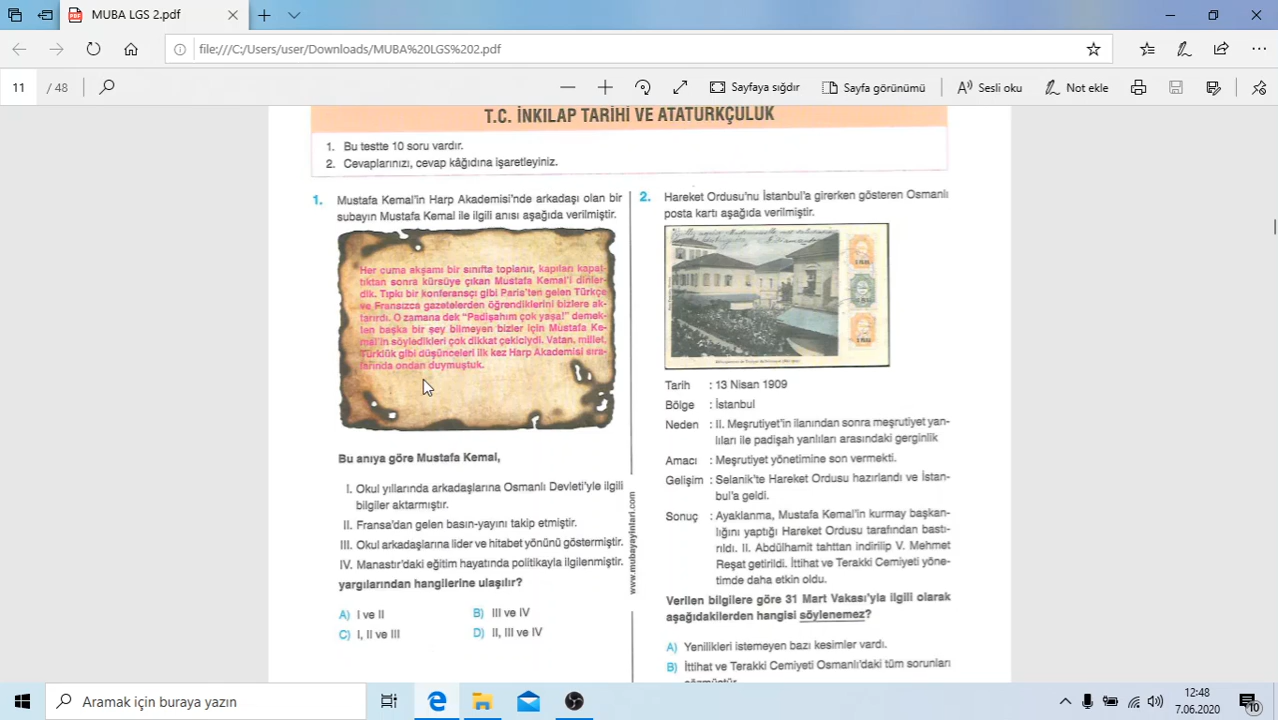 MUBA LGS 2.pdf
file:///C:/Users/user/Downloads/MUBA%20LGS%202.pdf
11 / 48
Sayfaya sığdır
Sayfa görünümü
Sesli oku
Not ekle
T.C. İNKILAP TARİHİ VE ATATÜRKÇÜLÜK
1. Bu testte 10 soru vardır.
2. Cevaplarınızı, cevap kâğıdına işaretleyiniz.
1. Mustafa Kemal'in Harp Akademisi'nde arkadaşı olan bir
subayın Mustafa Kemal ile ilgili anısı aşağıda verilmiştir.
Her cuma akşamı bir sınıfta toplanır, kapıları kapat-
tıktan sonra kürsüye çıkan Mustafa Kemal'i dinler-
dik. Tıpkı bir konferansçı gibi Paris'ten gelen Türkçe
ve Fransızca gazetelerden öğrendiklerini bizlere ak-
tarırdı. O zamana dek "Padişahım çok yaşa!" demek-
ten başka bir şey bilmeyen bizler için Mustafa Ke-
mal'in söyledikleri çok dikkat çekiciydi. Vatan, millet,
Türklük gibi düşünceleri ilk kez Harp Akademisi sıra-
larında ondan duymuştuk.
Bu anıya göre Mustafa Kemal,
I. Okul yıllarında arkadaşlarına Osmanlı Devleti'yle ilgili
bilgiler aktarmıştır.
II. Fransa'dan gelen basın-yayını takip etmiştir.
III. Okul arkadaşlarına lider ve hitabet yönünü göstermiştir.
IV. Manastır'daki eğitim hayatında politikayla ilgilenmiştir.
yargılarından hangilerine ulaşılır?
A) I ve II
B) III ve IV
C) I, II ve III
D) II, III ve IV
www.mubayayinlari.com
2. Hareket Ordusu'nu İstanbul'a girerken gösteren Osmanlı
posta kartı aşağıda verilmiştir.
Tarih : 13 Nisan 1909
Bölge : İstanbul
Neden : II. Meşrutiyet'in ilanından sonra meşrutiyet yan-
lıları ile padişah yanlıları arasındaki gerginlik
Amacı : Meşrutiyet yönetimine son vermekti.
Gelişim : Selanik'te Hareket Ordusu hazırlandı ve İstan-
bul'a geldi.
Sonuç : Ayaklanma, Mustafa Kemal'in kurmay başkan-
lığını yaptığı Hareket Ordusu tarafından bastı-
rıldı. II. Abdülhamit tahttan indirilip V. Mehmet
Reşat getirildi. İttihat ve Terakki Cemiyeti yöne-
timde daha etkin oldu.
Verilen bilgilere göre 31 Mart Vakası'yla ilgili olarak
aşağıdakilerden hangisi söylenemez?
A) Yenilikleri istemeyen bazı kesimler vardı.
B) İttihat ve Terakki Cemiyeti Osmanlı'daki tüm sorunları
Aramak için buraya yazın
12:48
7.06.2020
10